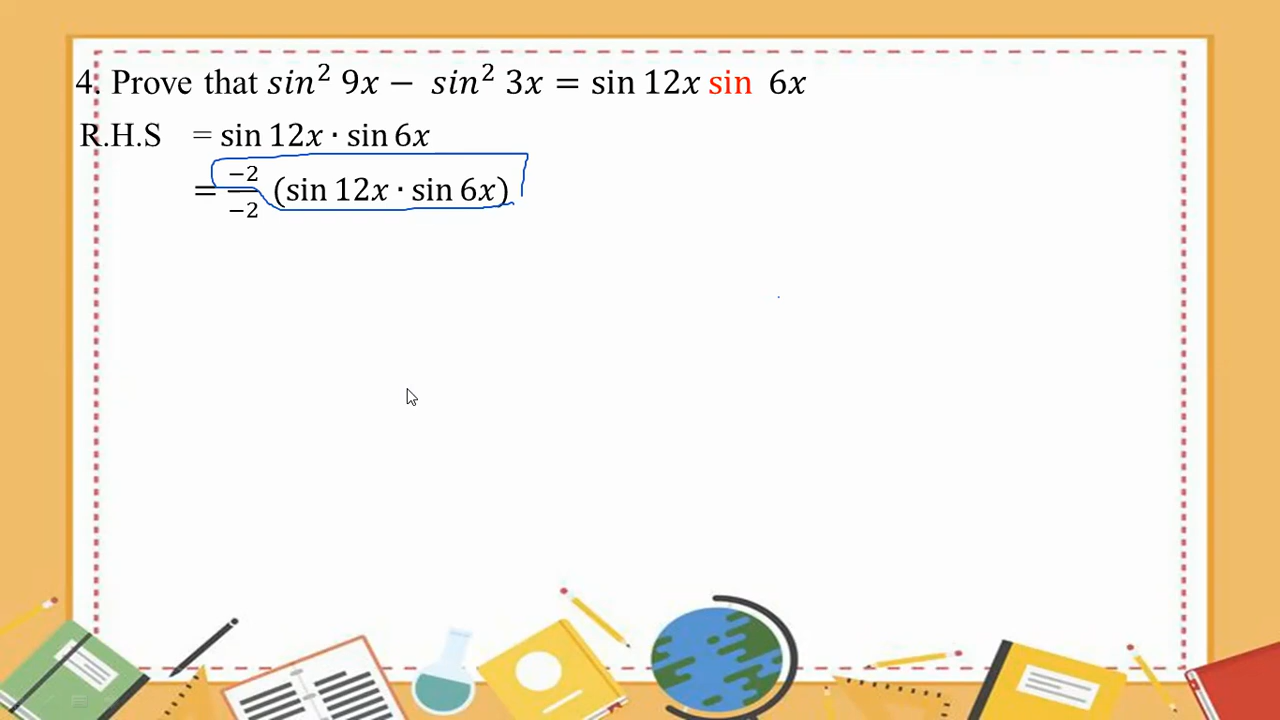 4. Prove that sin² 9x − sin² 3x = sin 12x sin 6x
R.H.S = sin 12x · sin 6x
= −2/−2 (sin 12x · sin 6x)